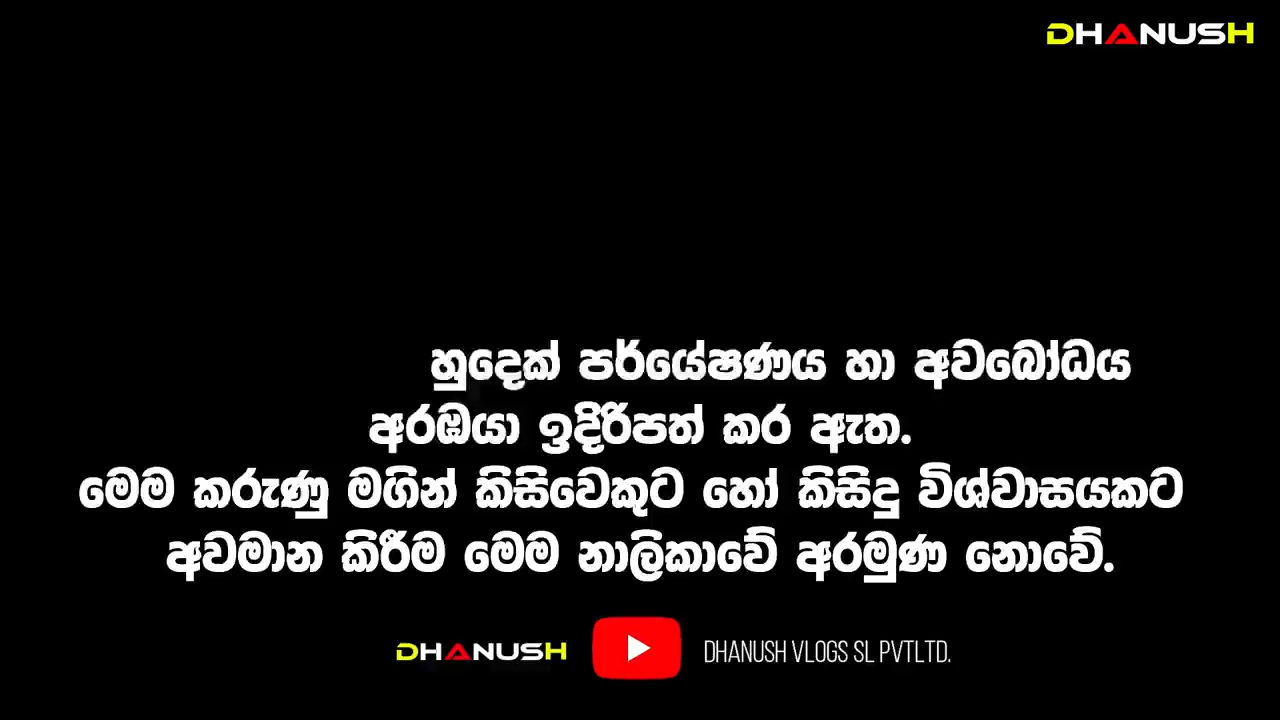 DHANUSH
හුදෙක් පර්යේෂණය හා අවබෝධය
අරඹයා ඉදිරිපත් කර ඇත.
මෙම කරුණු මගින් කිසිවෙකුට හෝ කිසිදු විශ්වාසයකට
අවමාන කිරීම මෙම නාලිකාවේ අරමුණ නොවේ.
DHANUSH DHANUSH VLOGS SL PVTLTD.